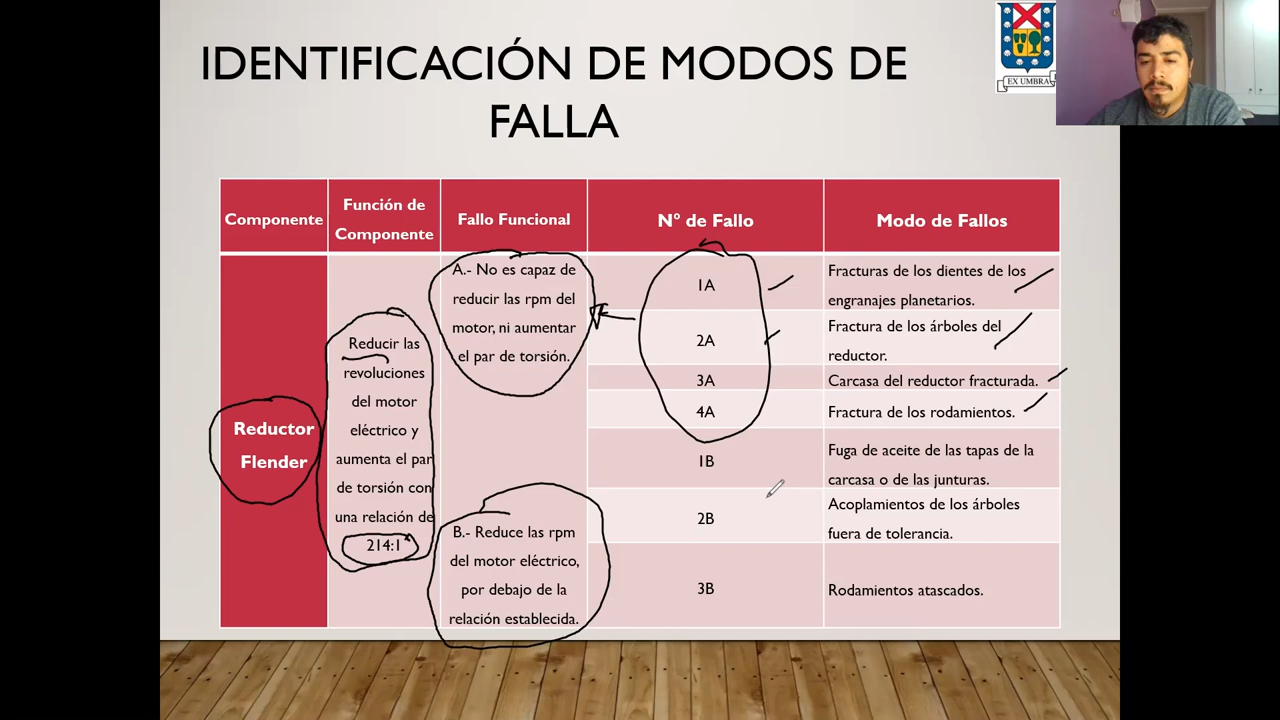 IDENTIFICACIÓN DE MODOS DE
FALLA
EX UMBRA
Componente
Función de
Componente
Fallo Funcional
N° de Fallo
Modo de Fallos
Reductor
Flender
Reducir las
revoluciones
del motor
eléctrico y
aumenta el par
de torsión con
una relación de
214:1
A.- No es capaz de
reducir las rpm del
motor, ni aumentar
el par de torsión.
B.- Reduce las rpm
del motor eléctrico,
por debajo de la
relación establecida.
1A
Fracturas de los dientes de los
engranajes planetarios.
2A
Fractura de los árboles del
reductor.
3A
Carcasa del reductor fracturada.
4A
Fractura de los rodamientos.
1B
Fuga de aceite de las tapas de la
carcasa o de las junturas.
2B
Acoplamientos de los árboles
fuera de tolerancia.
3B
Rodamientos atascados.